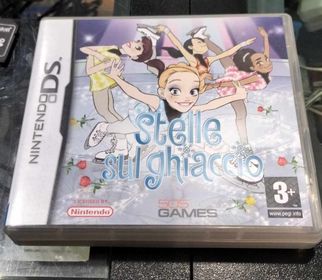 NINTENDO DS
Stelle
sul ghiaccio
LICENSED BY
Nintendo
505
GAMES
3+
www.pegi.info